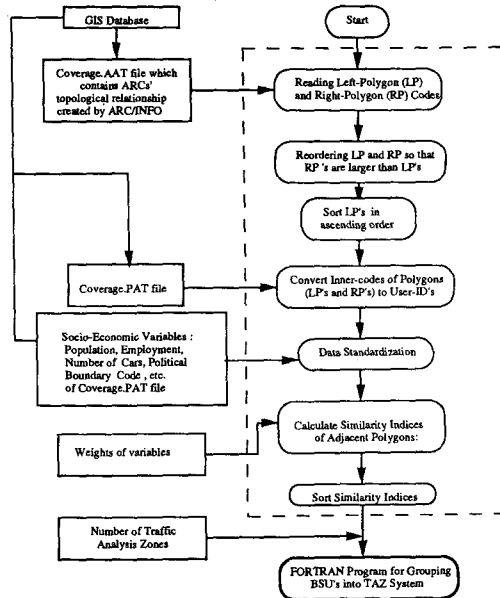 GIS Database
Start
Coverage.AAT file which
contains ARCs'
topological relationship
created by ARC/INFO
Reading Left-Polygon (LP)
and Right-Polygon (RP) Codes
Reordering LP and RP so that
RP 's are larger than LP's
Sort LP's in
ascending order
Coverage.PAT file
Convert Inner-codes of Polygons
(LP's and RP's) to User-ID's
Socio-Economic Variables :
Population, Employment,
Number of Cars, Political
Boundary Code , etc.
of Coverage.PAT file
Data Standardization
Weights of variables
Calculate Similarity Indices
of Adjacent Polygons:
Sort Similarity Indices
Number of Traffic
Analysis Zones
FORTRAN Program for Grouping
BSU's into TAZ System